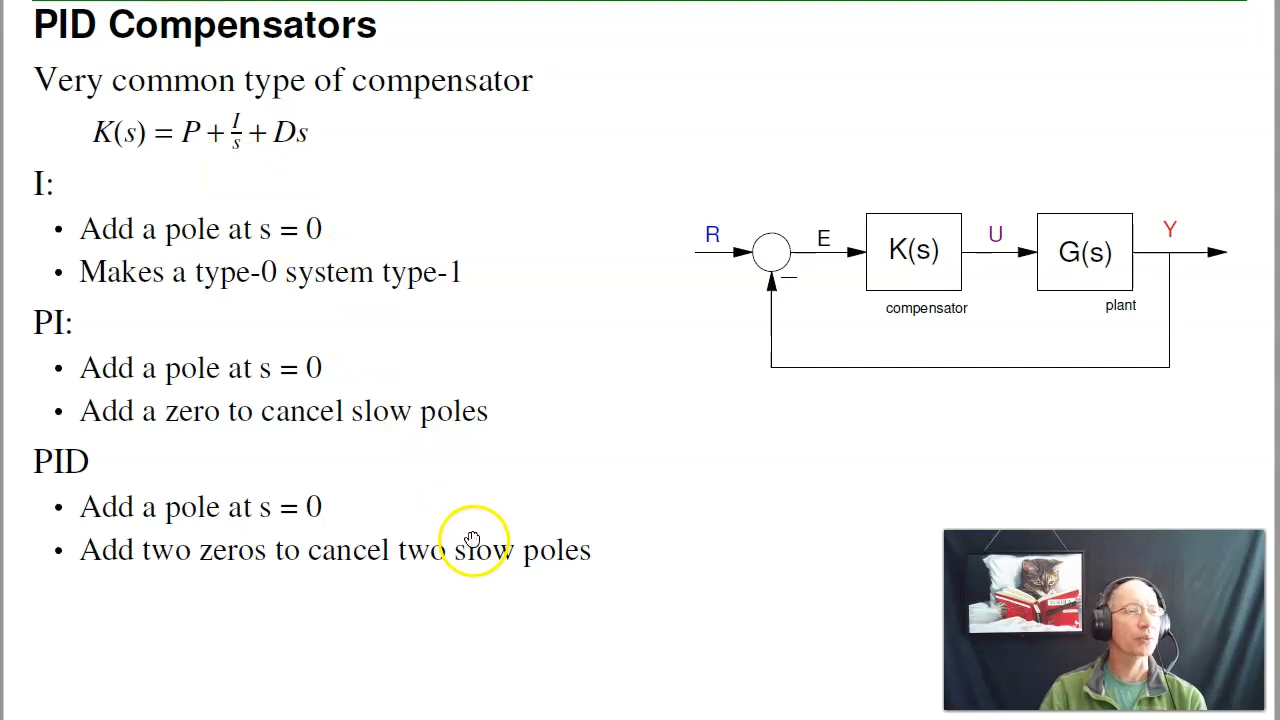 PID Compensators
Very common type of compensator
K(s) = P + I/s + Ds
I:
• Add a pole at s = 0
• Makes a type-0 system type-1
PI:
• Add a pole at s = 0
• Add a zero to cancel slow poles
PID
• Add a pole at s = 0
• Add two zeros to cancel two slow poles
R
E
K(s)
U
G(s)
Y
–
compensator
plant